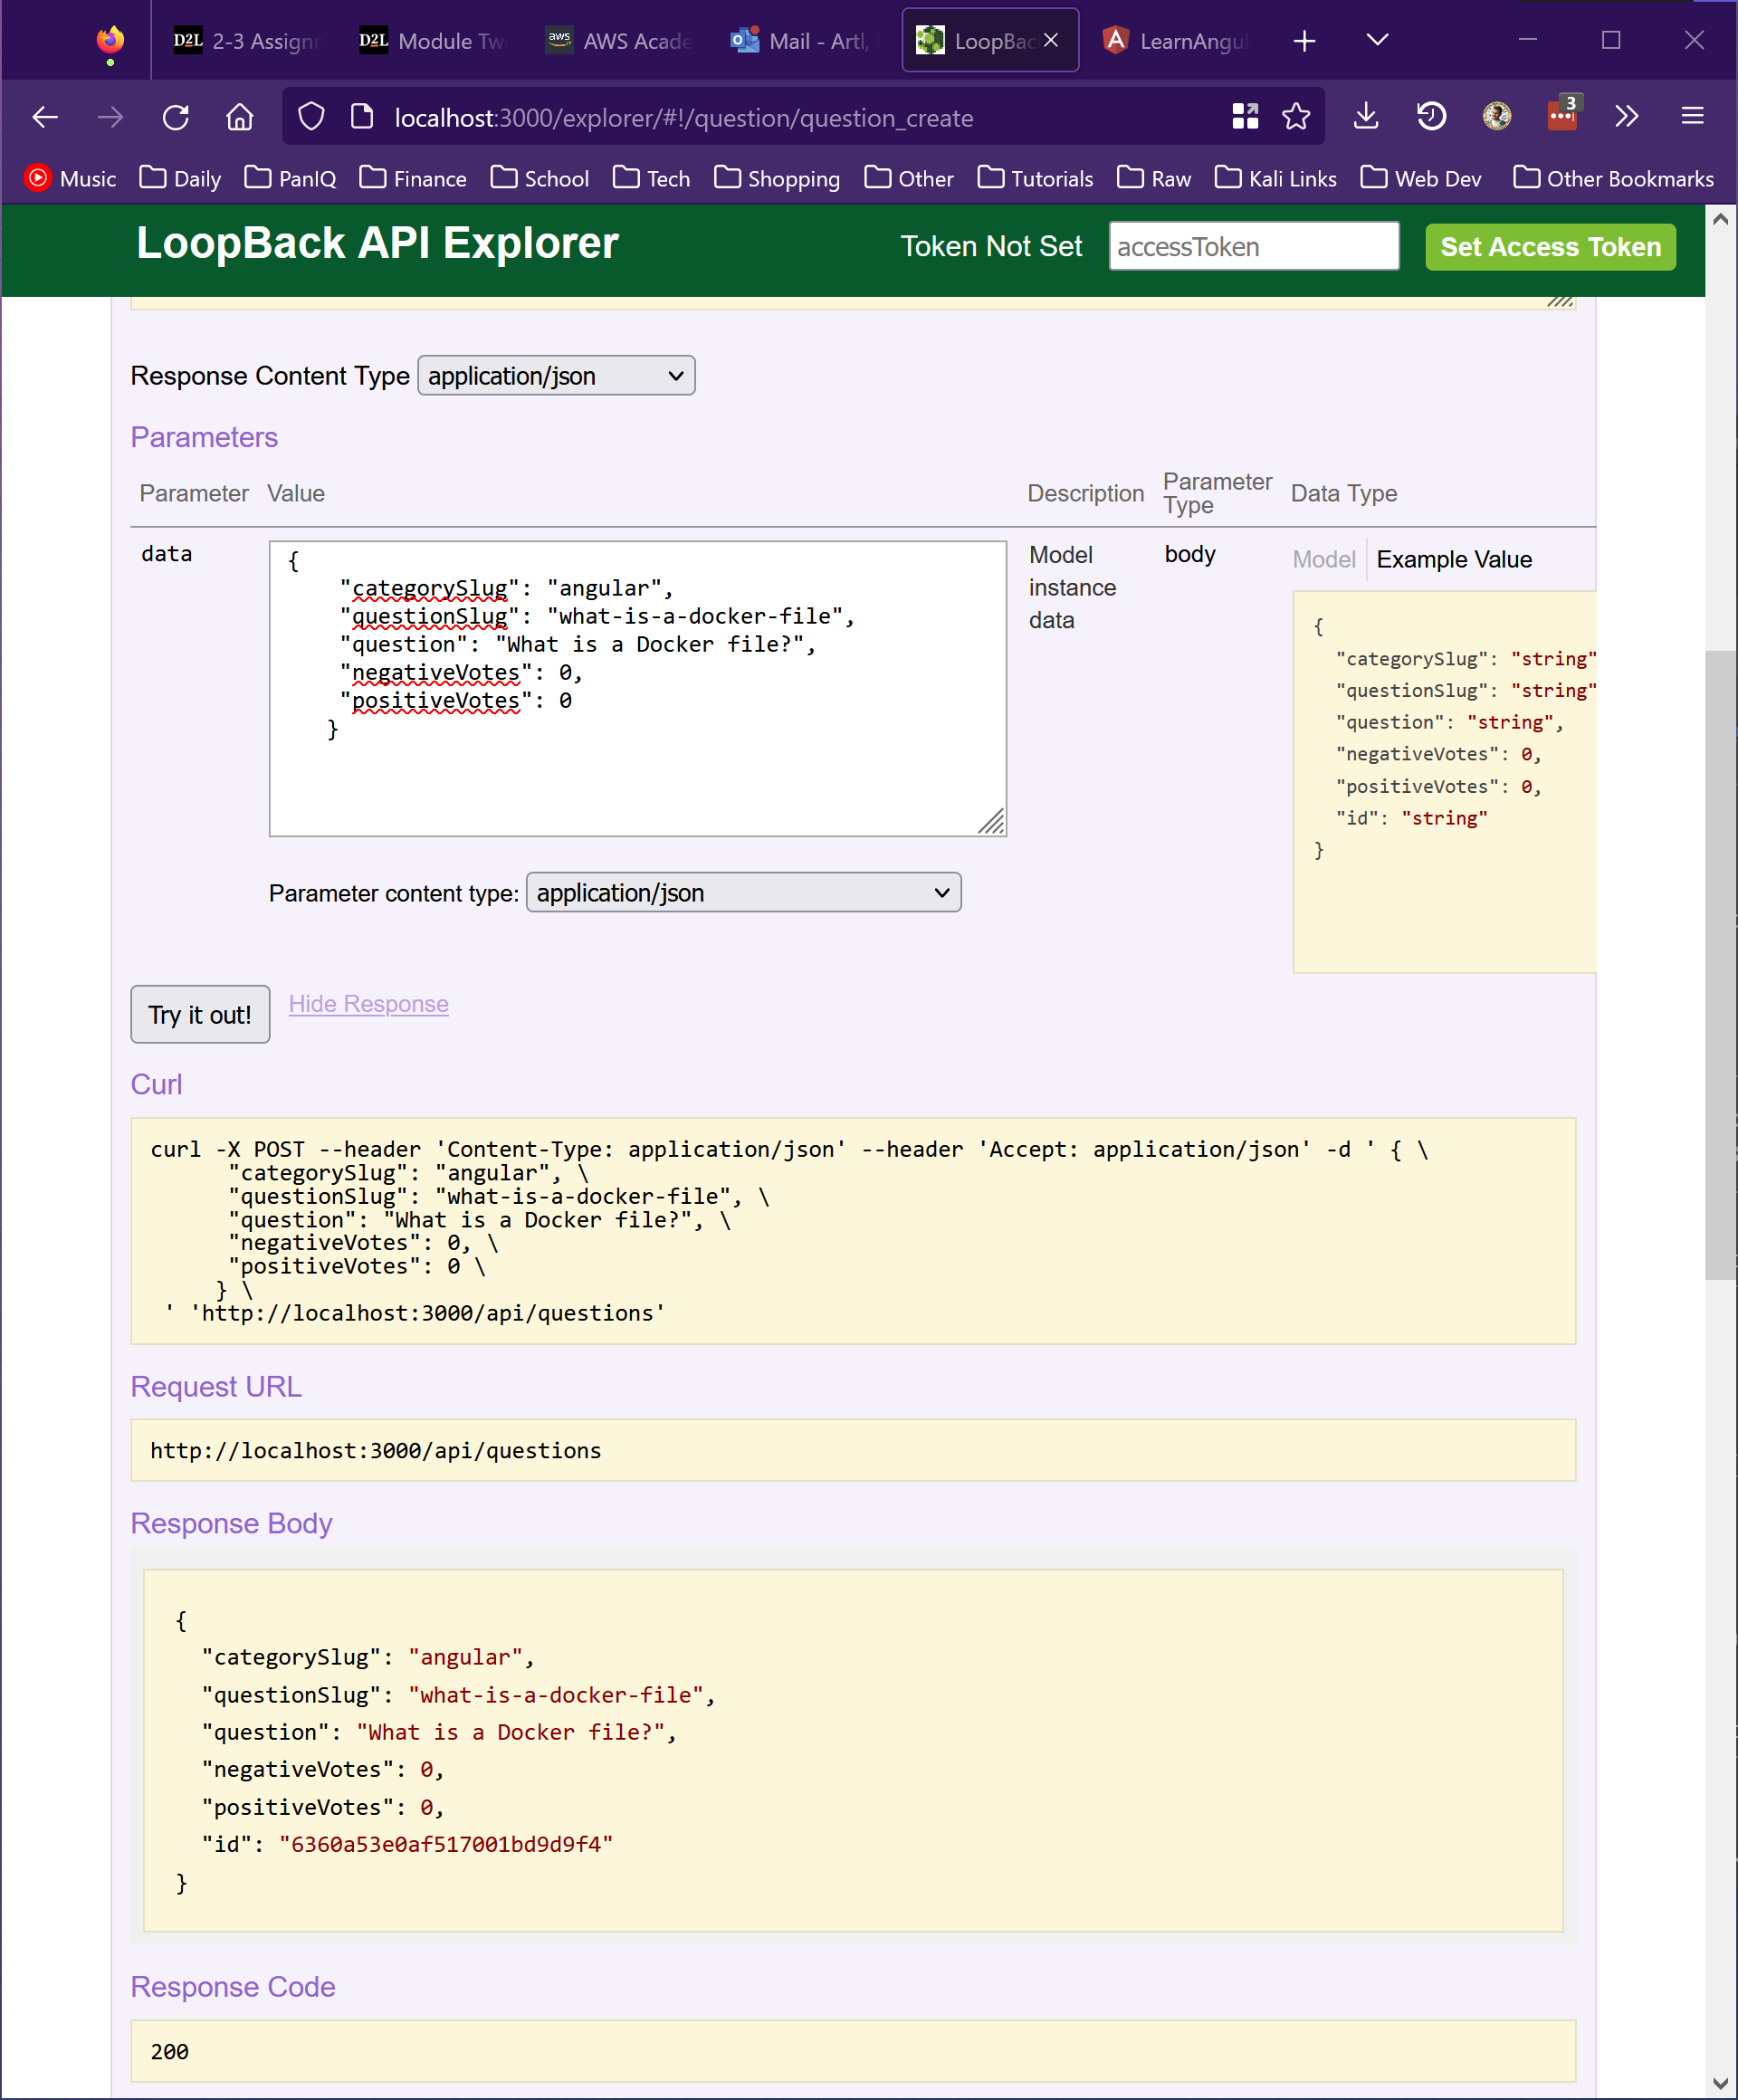 2-3 Assignm
Module Tw
AWS Acade
Mail - Artl,
LoopBac
LearnAngul
localhost:3000/explorer/#!/question/question_create
3
Music Daily PanIQ Finance School Tech Shopping Other Tutorials Raw Kali Links Web Dev Other Bookmarks
LoopBack API Explorer
Token Not Set
accessToken
Set Access Token
Response Content Type application/json
Parameters
Parameter Value Description Parameter Type Data Type
data
{
"categorySlug": "angular",
"questionSlug": "what-is-a-docker-file",
"question": "What is a Docker file?",
"negativeVotes": 0,
"positiveVotes": 0
}
Model
instance
data
body
Model Example Value
{
"categorySlug": "string"
"questionSlug": "string"
"question": "string",
"negativeVotes": 0,
"positiveVotes": 0,
"id": "string"
}
Parameter content type: application/json
Try it out! Hide Response
Curl
curl -X POST --header 'Content-Type: application/json' --header 'Accept: application/json' -d ' { \
"categorySlug": "angular", \
"questionSlug": "what-is-a-docker-file", \
"question": "What is a Docker file?", \
"negativeVotes": 0, \
"positiveVotes": 0 \
} \
' 'http://localhost:3000/api/questions'
Request URL
http://localhost:3000/api/questions
Response Body
{
"categorySlug": "angular",
"questionSlug": "what-is-a-docker-file",
"question": "What is a Docker file?",
"negativeVotes": 0,
"positiveVotes": 0,
"id": "6360a53e0af517001bd9d9f4"
}
Response Code
200